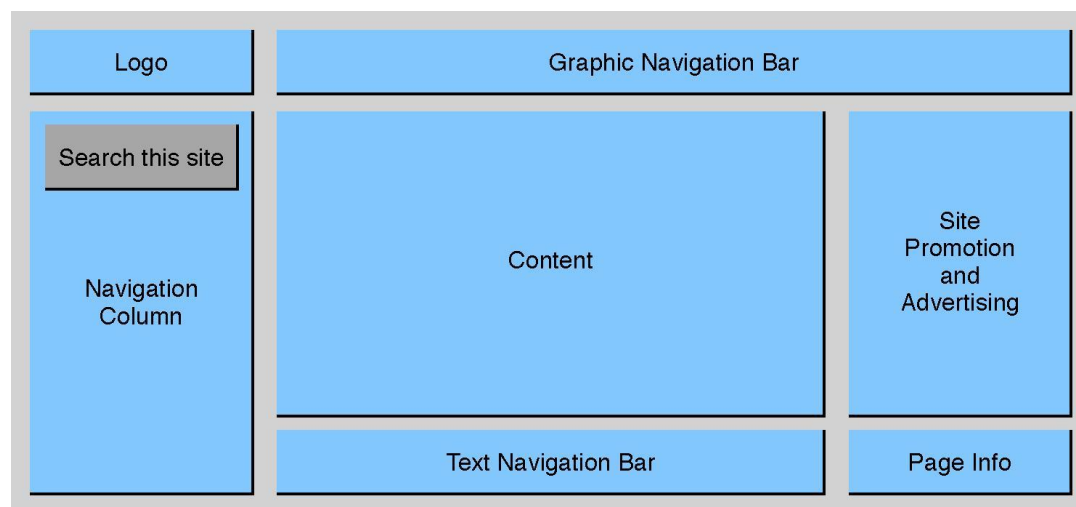 Logo
Graphic Navigation Bar
Search this site
Navigation
Column
Content
Site
Promotion
and
Advertising
Text Navigation Bar
Page Info